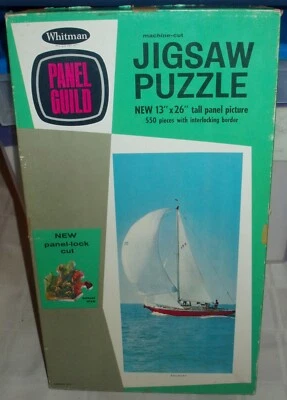 Whitman
PANEL
GUILD
machine-cut
JIGSAW
PUZZLE
NEW 13" x 26" tall panel picture
550 pieces with interlocking border
NEW
panel-lock
cut